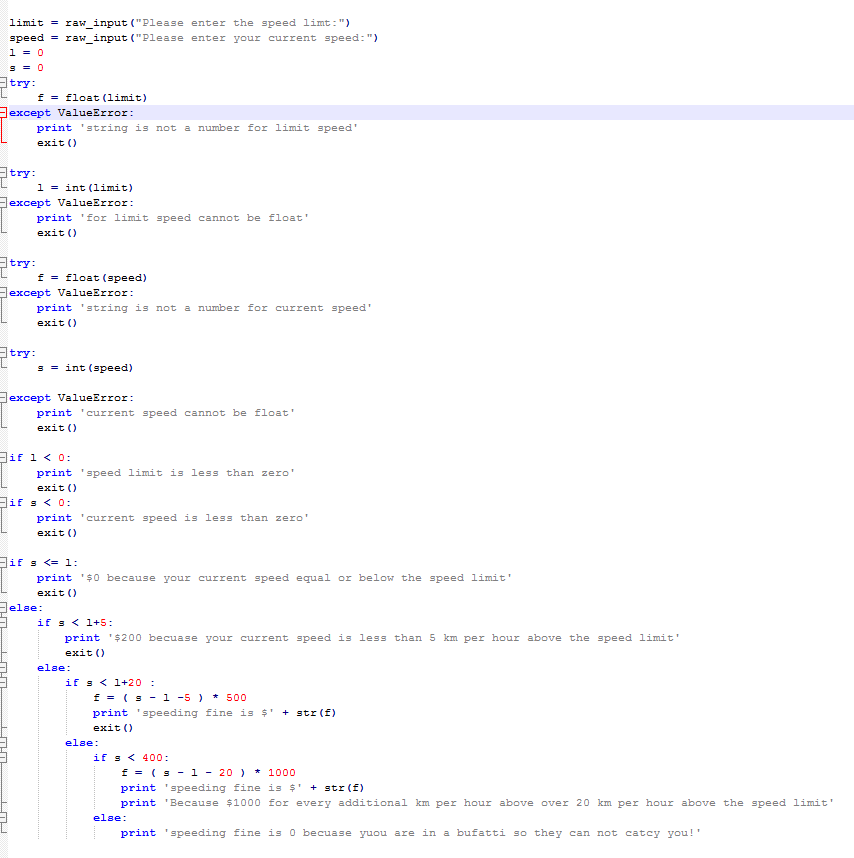 limit = raw_input("Please enter the speed limt:")
speed = raw_input("Please enter your current speed:")
l = 0
s = 0
try:
    f = float(limit)
except ValueError:
    print 'string is not a number for limit speed'
    exit()

try:
    l = int(limit)
except ValueError:
    print 'for limit speed cannot be float'
    exit()

try:
    f = float(speed)
except ValueError:
    print 'string is not a number for current speed'
    exit()

try:
    s = int(speed)

except ValueError:
    print 'current speed cannot be float'
    exit()

if l < 0:
    print 'speed limit is less than zero'
    exit()
if s < 0:
    print 'current speed is less than zero'
    exit()

if s <= l:
    print '$0 because your current speed equal or below the speed limit'
    exit()
else:
    if s < l+5:
        print '$200 becuase your current speed is less than 5 km per hour above the speed limit'
        exit()
    else:
        if s < l+20 :
            f = ( s - l -5 ) * 500
            print 'speeding fine is $' + str(f)
            exit()
        else:
            if s < 400:
                f = ( s - l - 20 ) * 1000
                print 'speeding fine is $' + str(f)
                print 'Because $1000 for every additional km per hour above over 20 km per hour above the speed limit'
            else:
                print 'speeding fine is 0 becuase yuou are in a bufatti so they can not catcy you!'